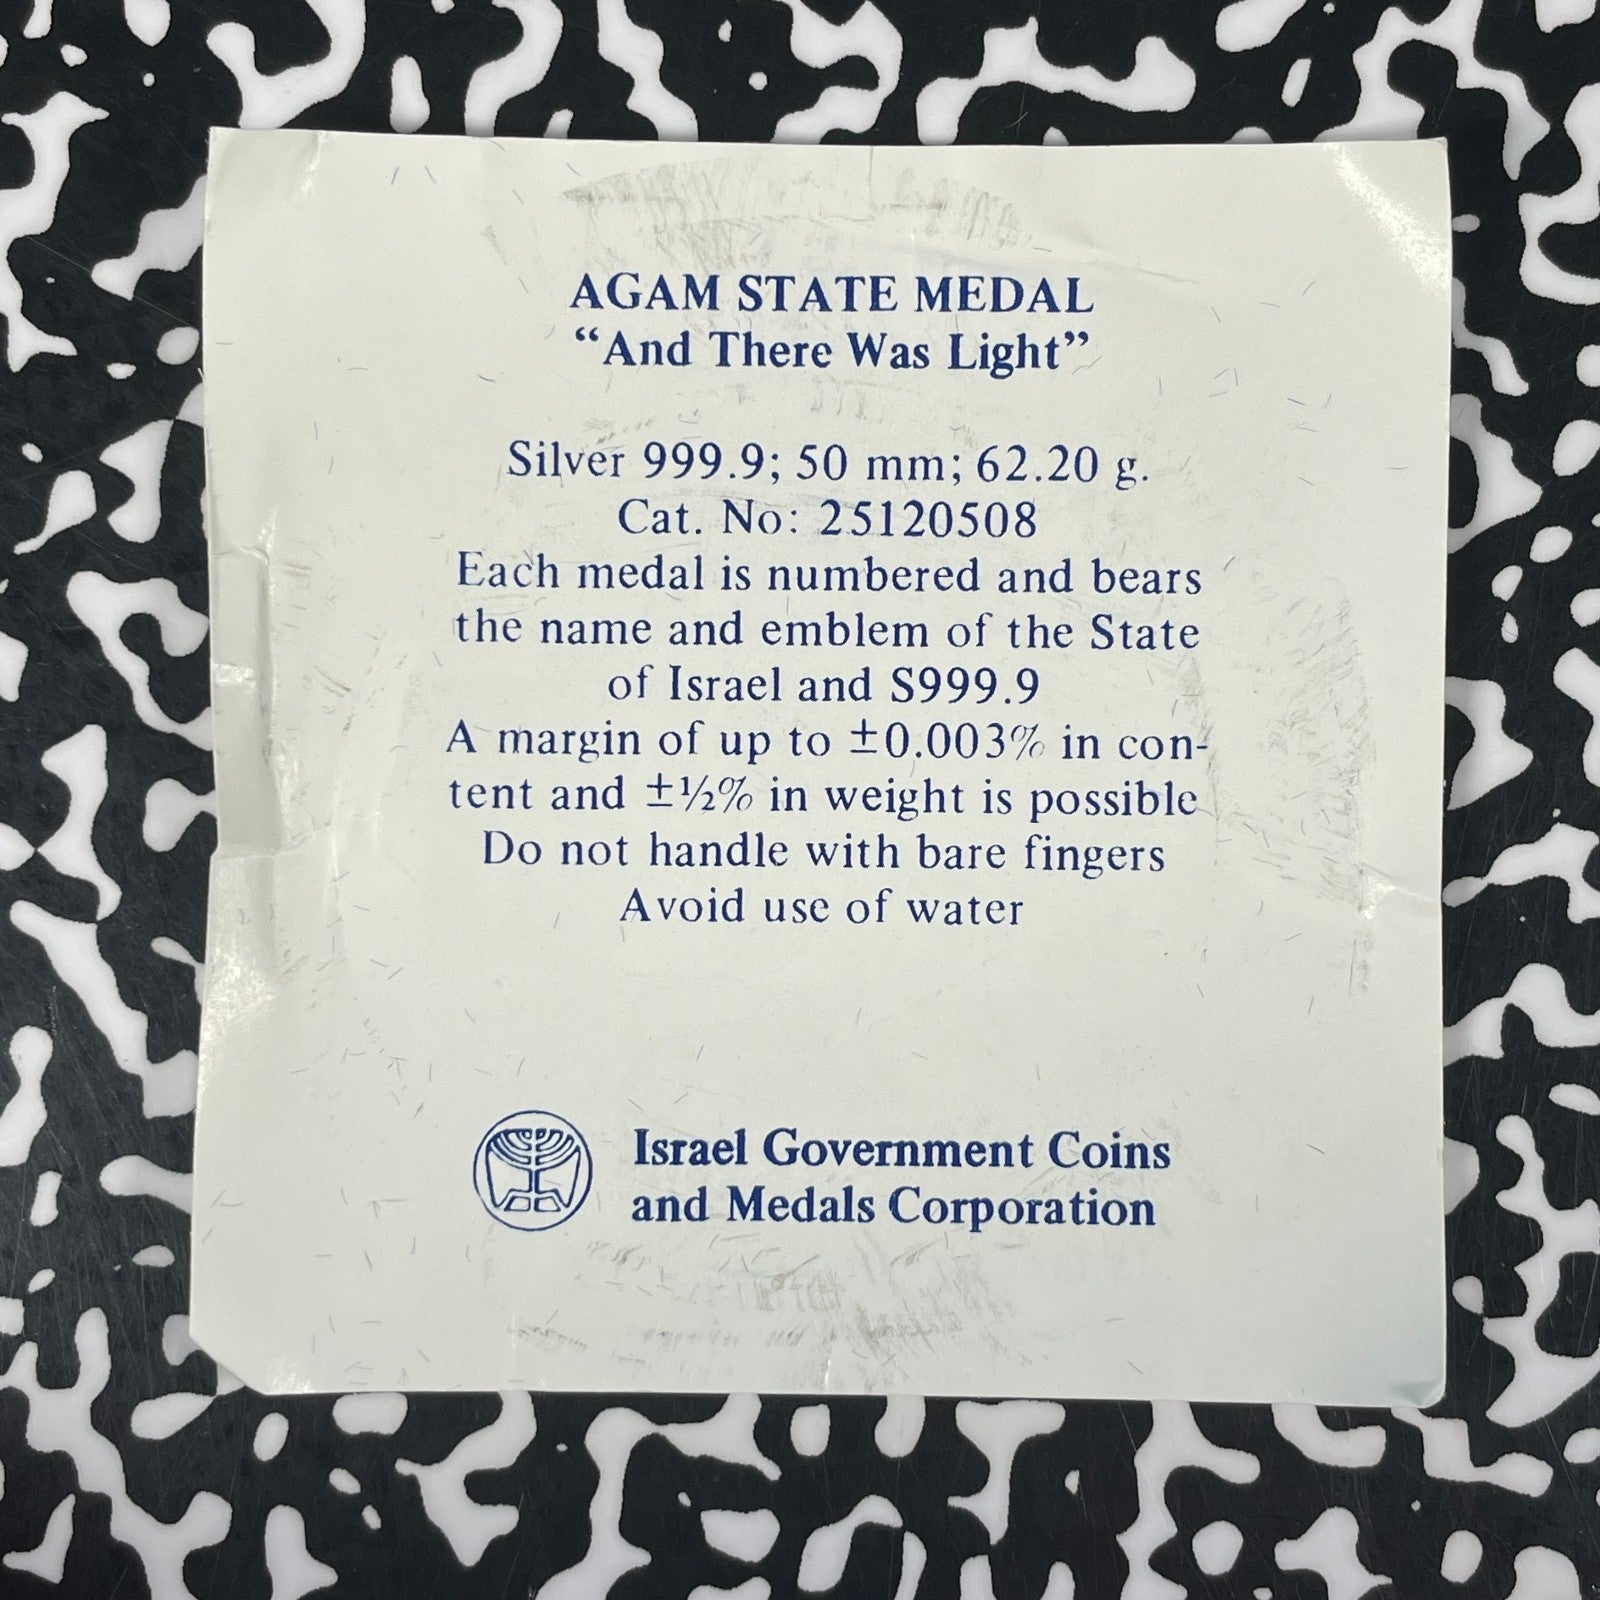 AGAM STATE MEDAL
“And There Was Light”
Silver 999.9; 50 mm; 62.20 g.
Cat. No: 25120508
Each medal is numbered and bears
the name and emblem of the State
of Israel and S999.9
A margin of up to ±0.003% in con-
tent and ±½% in weight is possible
Do not handle with bare fingers
Avoid use of water
Israel Government Coins
and Medals Corporation